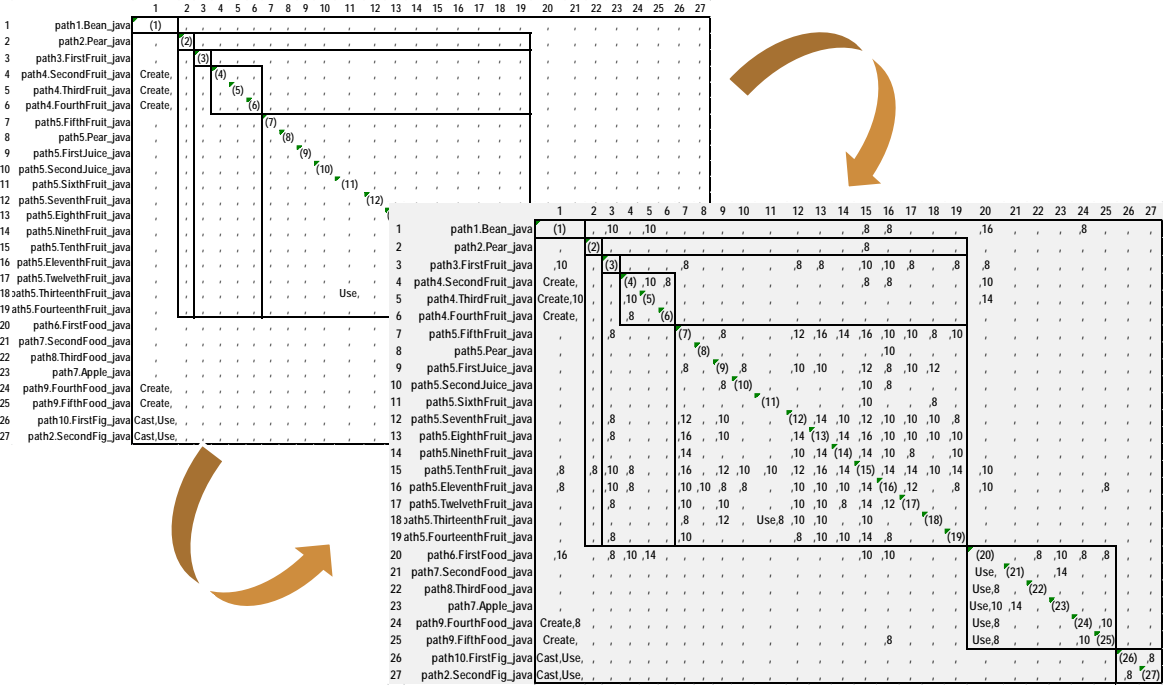 1 2 3 4 5 6 7 8 9 10 11 12 13 14 15 16 17 18 19 20 21 22 23 24 25 26 27
1 path1.Bean_java (1)
2 path2.Pear_java , (2)
3 path3.FirstFruit_java , , (3)
4 path4.SecondFruit_java Create, , , (4)
5 path4.ThirdFruit_java Create, , , , (5)
6 path4.FourthFruit_java Create, , , , , (6)
7 path5.FifthFruit_java (7)
8 path5.Pear_java (8)
9 path5.FirstJuice_java (9)
10 path5.SecondJuice_java (10)
11 path5.SixthFruit_java (11)
12 path5.SeventhFruit_java (12)
13 path5.EighthFruit_java
14 path5.NinethFruit_java
15 path5.TenthFruit_java
16 path5.EleventhFruit_java
17 path5.TwelvethFruit_java
18 path5.ThirteenthFruit_java Use,
19 ath5.FourteenthFruit_java
20 path6.FirstFood_java
21 path7.SecondFood_java
22 path8.ThirdFood_java
23 path7.Apple_java
24 path9.FourthFood_java Create,
25 path9.FifthFood_java Create,
26 path10.FirstFig_java Cast,Use,
27 path2.SecondFig_java Cast,Use,
1 2 3 4 5 6 7 8 9 10 11 12 13 14 15 16 17 18 19 20 21 22 23 24 25 26 27
1 path1.Bean_java (1) ,10 ,10 ,8 ,8 ,16 ,8
2 path2.Pear_java (2) ,8
3 path3.FirstFruit_java ,10 (3) ,8 ,8 ,8 ,10 ,10 ,8 ,8 ,8
4 path4.SecondFruit_java Create, (4) ,10 ,8 ,8 ,8 ,10
5 path4.ThirdFruit_java Create,10 ,10 (5) ,14
6 path4.FourthFruit_java Create, ,8 (6)
7 path5.FifthFruit_java ,8 (7) ,8 ,12 ,16 ,14 ,16 ,10 ,10 ,8 ,10
8 path5.Pear_java (8) ,10
9 path5.FirstJuice_java ,8 (9) ,8 ,10 ,10 ,12 ,8 ,10 ,12
10 path5.SecondJuice_java ,8 (10) ,10 ,8
11 path5.SixthFruit_java (11) ,10 ,8
12 path5.SeventhFruit_java ,8 ,12 ,10 (12) ,14 ,10 ,12 ,10 ,10 ,10 ,8
13 path5.EighthFruit_java ,8 ,16 ,10 ,14 (13) ,14 ,16 ,10 ,10 ,10 ,10
14 path5.NinethFruit_java ,14 ,10 ,14 (14) ,14 ,10 ,8 ,10
15 path5.TenthFruit_java ,8 ,8 ,10 ,8 ,16 ,12 ,10 ,10 ,12 ,16 ,14 (15) ,14 ,14 ,10 ,14 ,10
16 path5.EleventhFruit_java ,8 ,10 ,8 ,10 ,10 ,8 ,8 ,10 ,10 ,10 ,14 (16) ,12 ,8 ,10 ,8
17 path5.TwelvethFruit_java ,8 ,10 ,10 ,10 ,10 ,8 ,14 ,12 (17)
18 path5.ThirteenthFruit_java ,8 ,12 Use,8 ,10 ,10 ,10 (18)
19 ath5.FourteenthFruit_java ,8 ,10 ,8 ,10 ,10 ,14 ,8 (19)
20 path6.FirstFood_java ,16 ,8 ,10 ,14 ,10 ,10 (20) ,8 ,10 ,8 ,8
21 path7.SecondFood_java Use, (21) ,14
22 path8.ThirdFood_java Use,8 (22)
23 path7.Apple_java Use,10 ,14 (23)
24 path9.FourthFood_java Create,8 Use,8 (24) ,10
25 path9.FifthFood_java Create, ,8 Use,8 ,10 (25)
26 path10.FirstFig_java Cast,Use, (26) ,8
27 path2.SecondFig_java Cast,Use, ,8 (27)